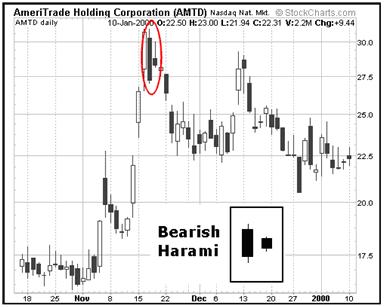 AmeriTrade Holding Corporation (AMTD) Nasdaq Nat. Mkt. © StockCharts.com
AMTD daily 10-Jan-2000 O: 22.50 H: 23.00 L: 21.94 C: 22.31 V: 2.2M Chg: +9.44
30.0
27.5
25.0
22.5
20.0
17.5
Bearish
Harami
18 25 Nov 8 15 22 Dec 6 13 20 27 2000 10